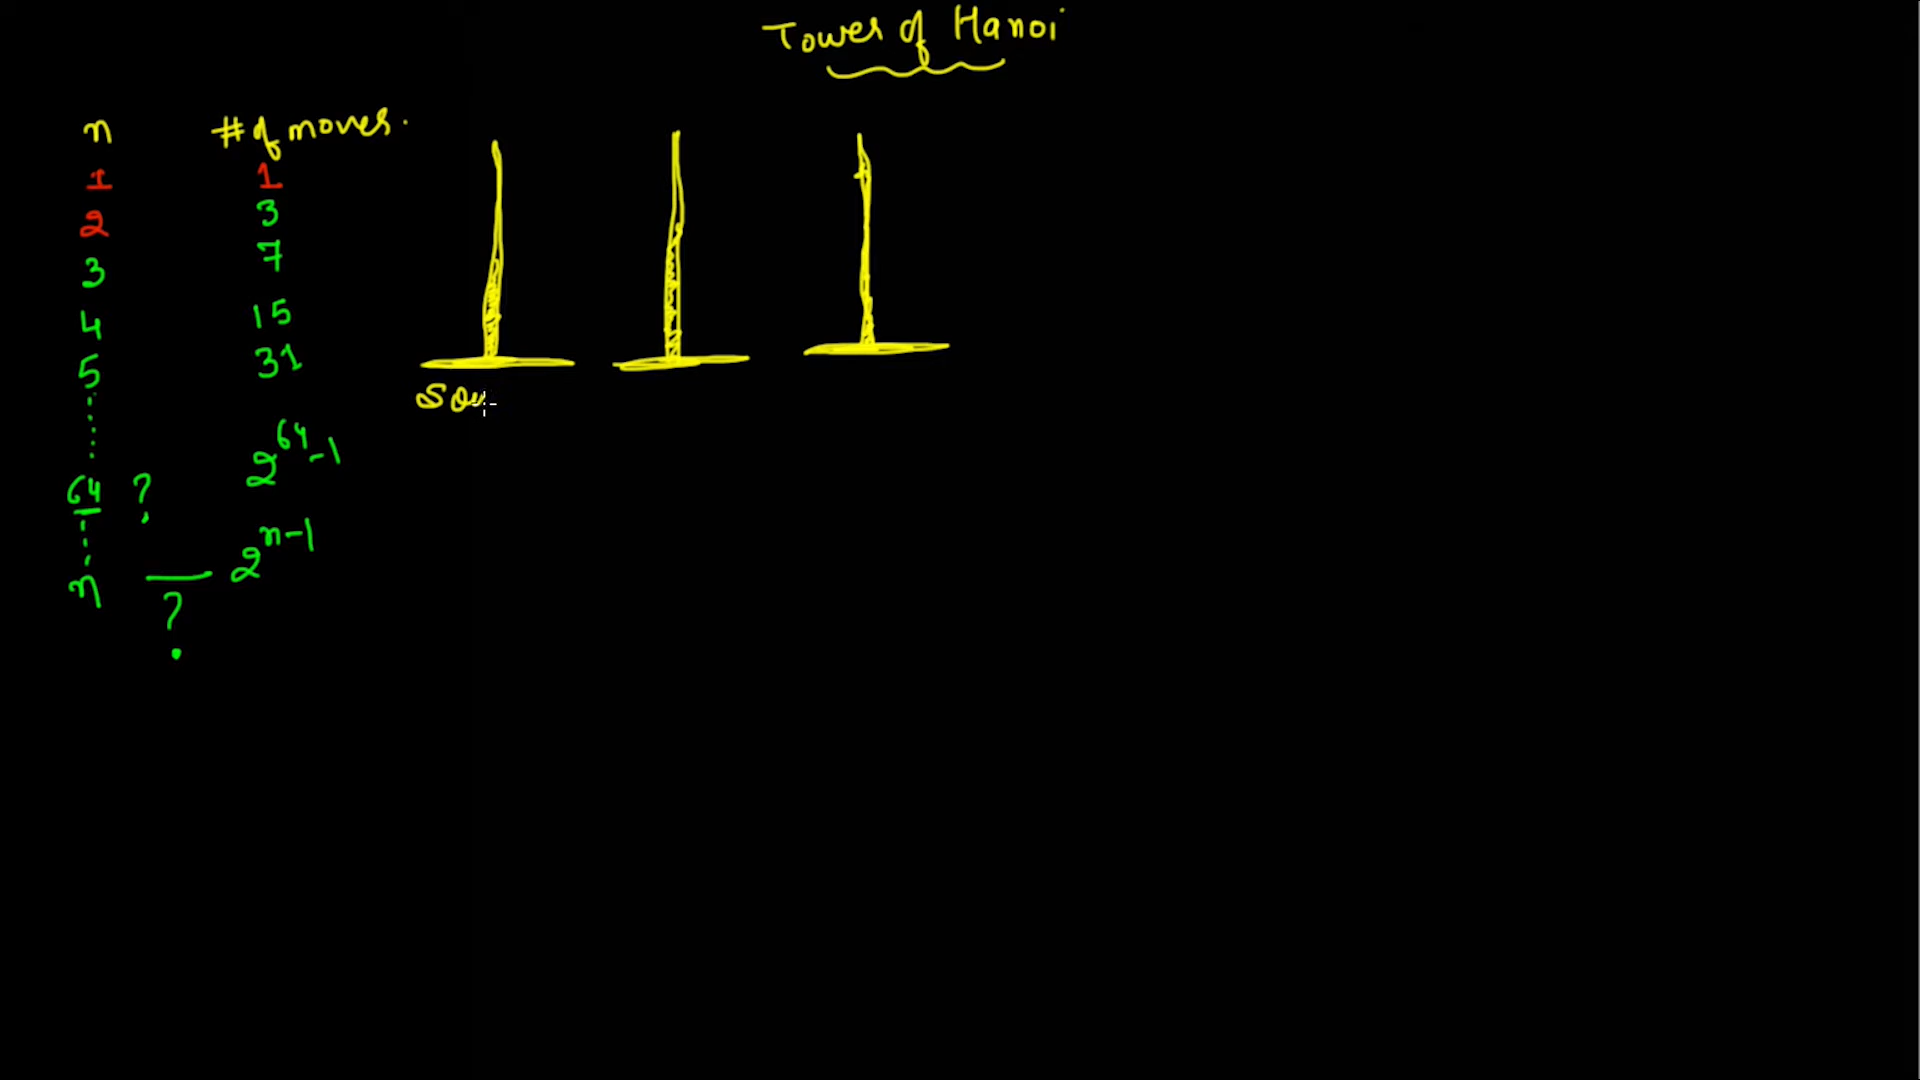 Tower of Hanoi
n # of moves.
1 1
2 3
3 7
4 15
5 31
64 ? 2^64-1
n ? 2^n-1
Sou